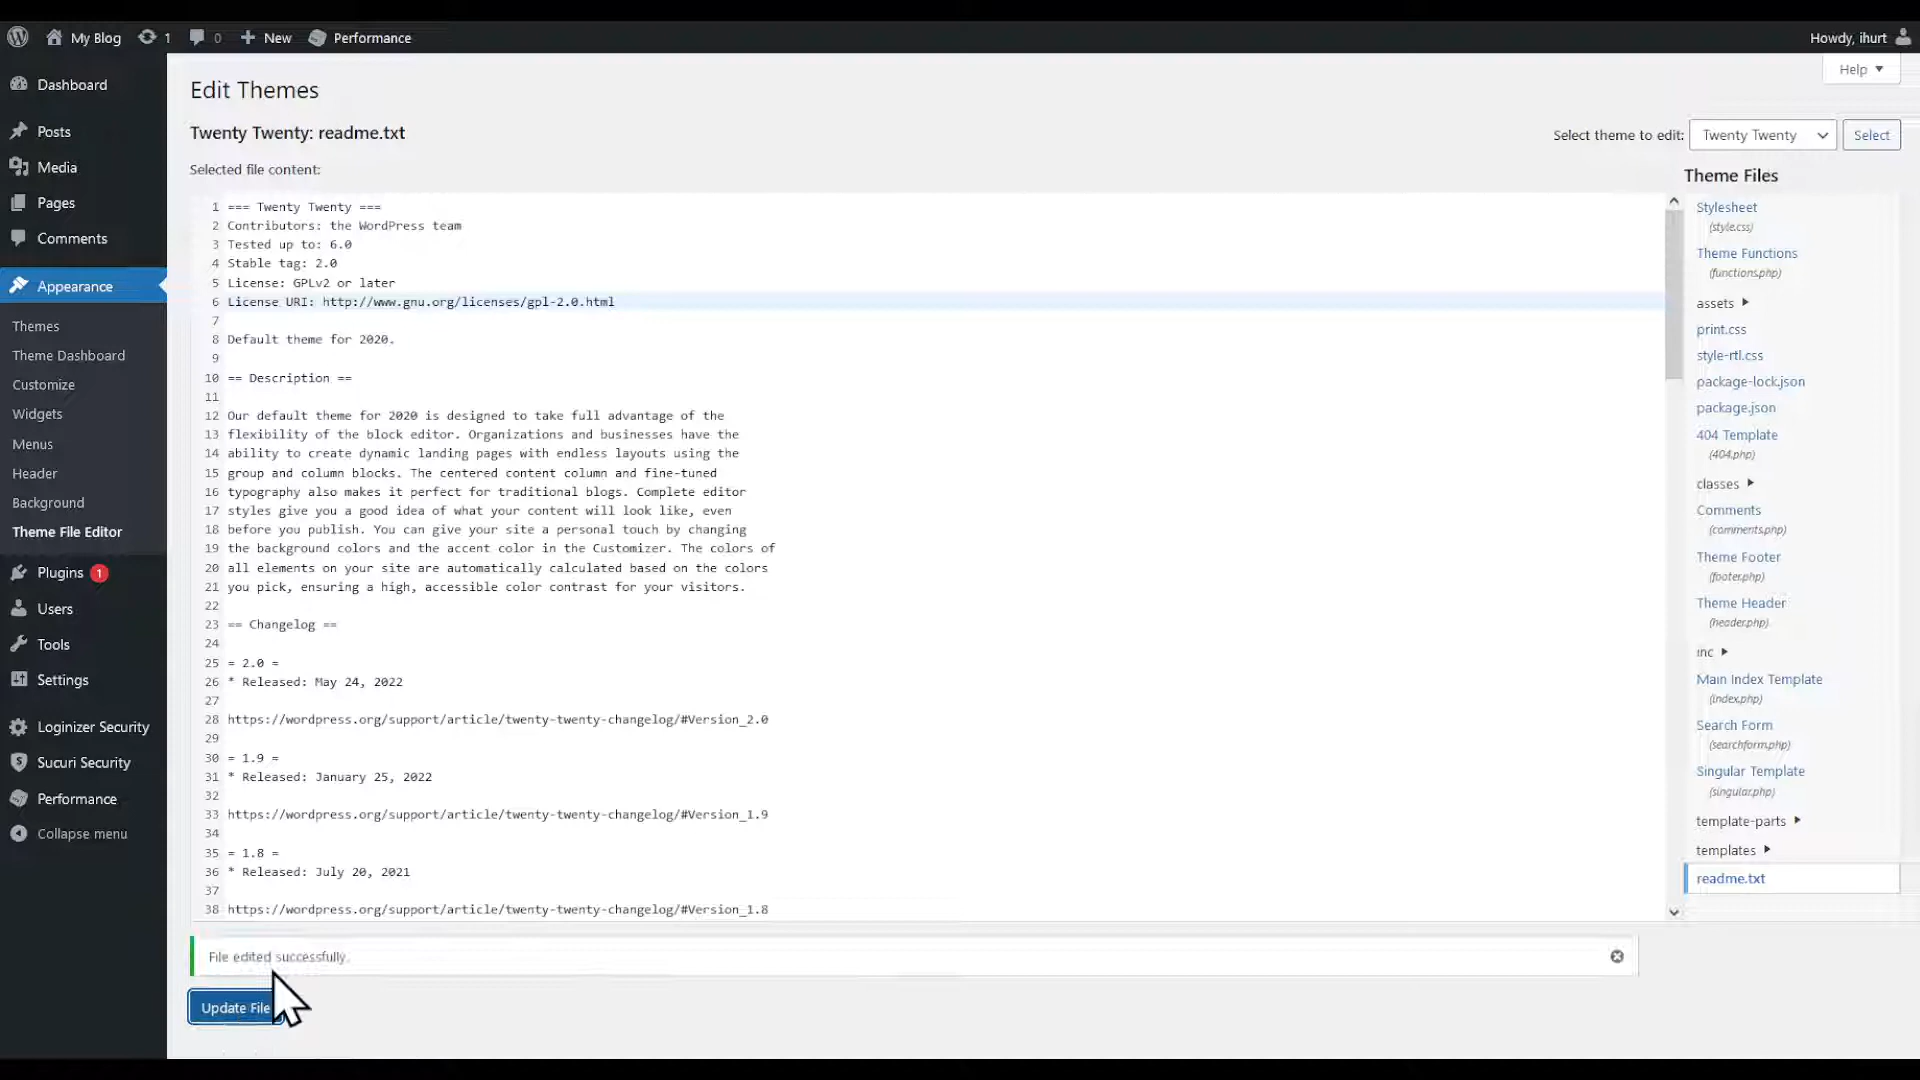 My Blog 1 0 New Performance Howdy, ihurt
Help
Dashboard
Posts
Media
Pages
Comments
Appearance
Themes
Theme Dashboard
Customize
Widgets
Menus
Header
Background
Theme File Editor
Plugins 1
Users
Tools
Settings
Loginizer Security
Sucuri Security
Performance
Collapse menu
Edit Themes
Twenty Twenty: readme.txt
Select theme to edit: Twenty Twenty Select
Selected file content:
1 === Twenty Twenty ===
2 Contributors: the WordPress team
3 Tested up to: 6.0
4 Stable tag: 2.0
5 License: GPLv2 or later
6 License URI: http://www.gnu.org/licenses/gpl-2.0.html
7
8 Default theme for 2020.
9
10 == Description ==
11
12 Our default theme for 2020 is designed to take full advantage of the
13 flexibility of the block editor. Organizations and businesses have the
14 ability to create dynamic landing pages with endless layouts using the
15 group and column blocks. The centered content column and fine-tuned
16 typography also makes it perfect for traditional blogs. Complete editor
17 styles give you a good idea of what your content will look like, even
18 before you publish. You can give your site a personal touch by changing
19 the background colors and the accent color in the Customizer. The colors of
20 all elements on your site are automatically calculated based on the colors
21 you pick, ensuring a high, accessible color contrast for your visitors.
22
23 == Changelog ==
24
25 = 2.0 =
26 * Released: May 24, 2022
27
28 https://wordpress.org/support/article/twenty-twenty-changelog/#Version_2.0
29
30 = 1.9 =
31 * Released: January 25, 2022
32
33 https://wordpress.org/support/article/twenty-twenty-changelog/#Version_1.9
34
35 = 1.8 =
36 * Released: July 20, 2021
37
38 https://wordpress.org/support/article/twenty-twenty-changelog/#Version_1.8
File edited successfully.
Update File
Theme Files
Stylesheet
(style.css)
Theme Functions
(functions.php)
assets
print.css
style-rtl.css
package-lock.json
package.json
404 Template
(404.php)
classes
Comments
(comments.php)
Theme Footer
(footer.php)
Theme Header
(header.php)
inc
Main Index Template
(index.php)
Search Form
(searchform.php)
Singular Template
(singular.php)
template-parts
templates
readme.txt